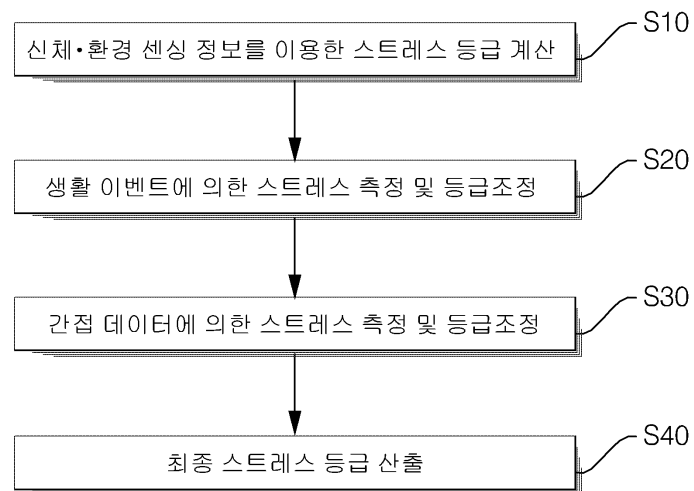 신체•환경 센싱 정보를 이용한 스트레스 등급 계산
S10
생활 이벤트에 의한 스트레스 측정 및 등급조정
S20
간접 데이터에 의한 스트레스 측정 및 등급조정
S30
최종 스트레스 등급 산출
S40